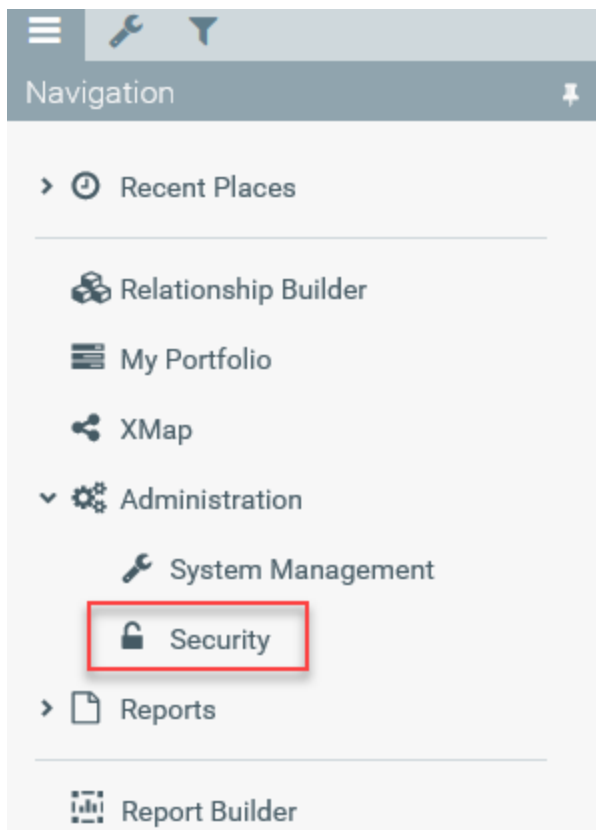 Navigation
Recent Places
Relationship Builder
My Portfolio
XMap
Administration
System Management
Security
Reports
Report Builder